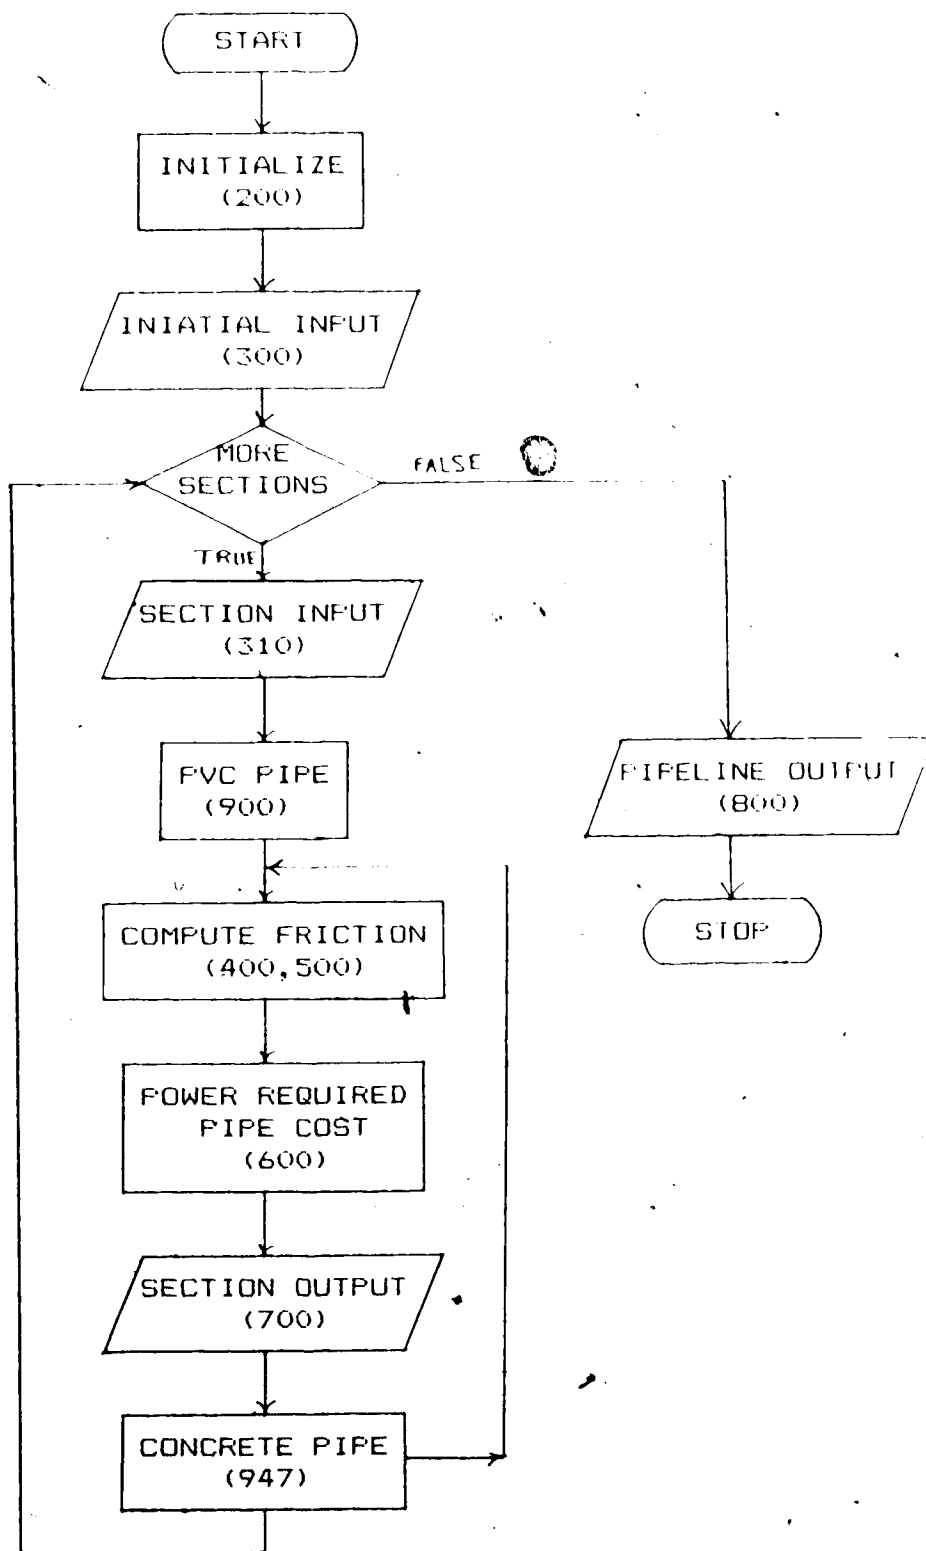 START
INITIALIZE
(200)
INIATIAL INPUT
(300)
MORE
SECTIONS
FALSE
TRUE
SECTION INPUT
(310)
PVC PIPE
(900)
PIPELINE OUTPUT
(800)
COMPUTE FRICTION
(400,500)
STOP
POWER REQUIRED
PIPE COST
(600)
SECTION OUTPUT
(700)
CONCRETE PIPE
(947)